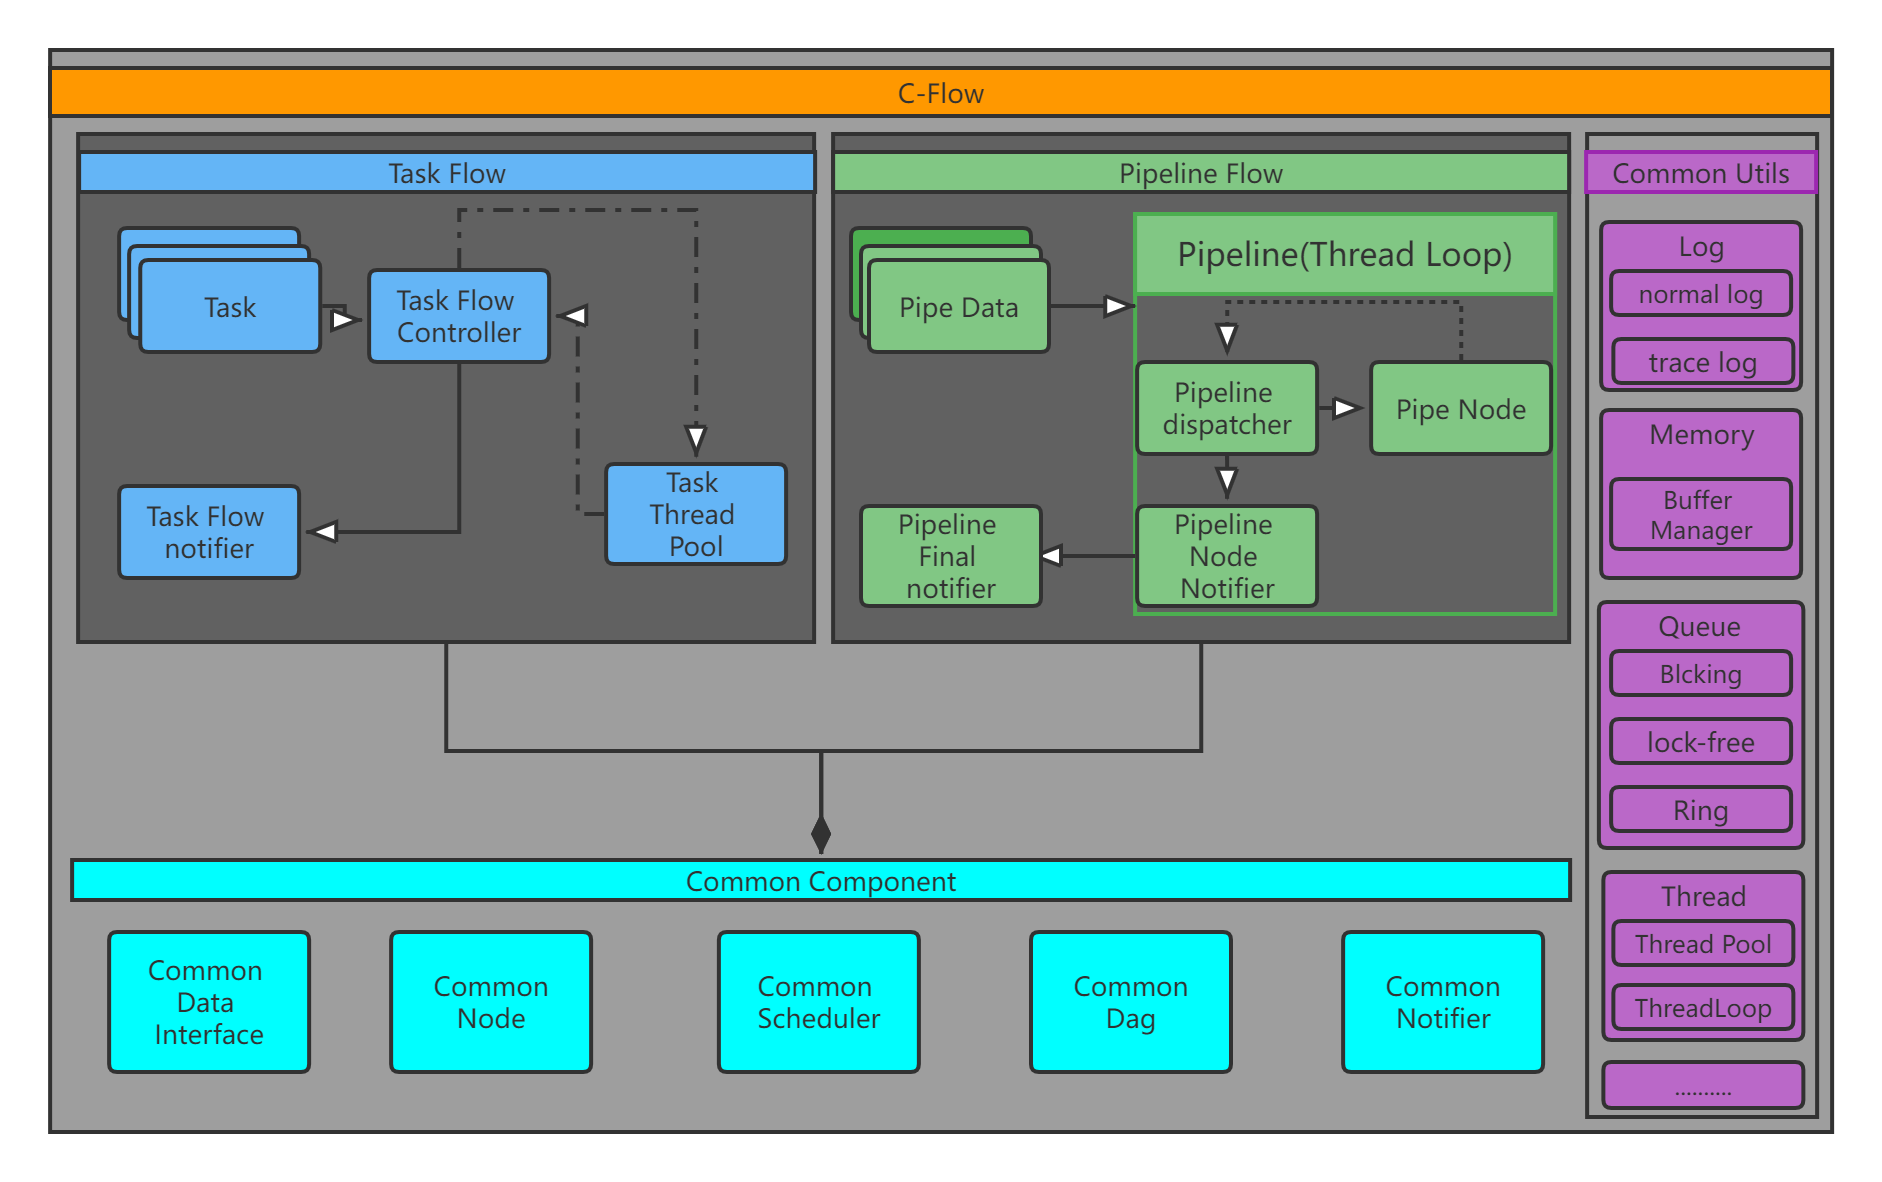 C-Flow
Task Flow
Task
Task Flow
Controller
Task
Thread
Pool
Task Flow
notifier
Pipeline Flow
Pipe Data
Pipeline(Thread Loop)
Pipeline
dispatcher
Pipe Node
Pipeline
Node
Notifier
Pipeline
Final
notifier
Common Utils
Log
normal log
trace log
Memory
Buffer
Manager
Queue
Blcking
lock-free
Ring
Thread
Thread Pool
ThreadLoop
..........
Common Component
Common
Data
Interface
Common
Node
Common
Scheduler
Common
Dag
Common
Notifier